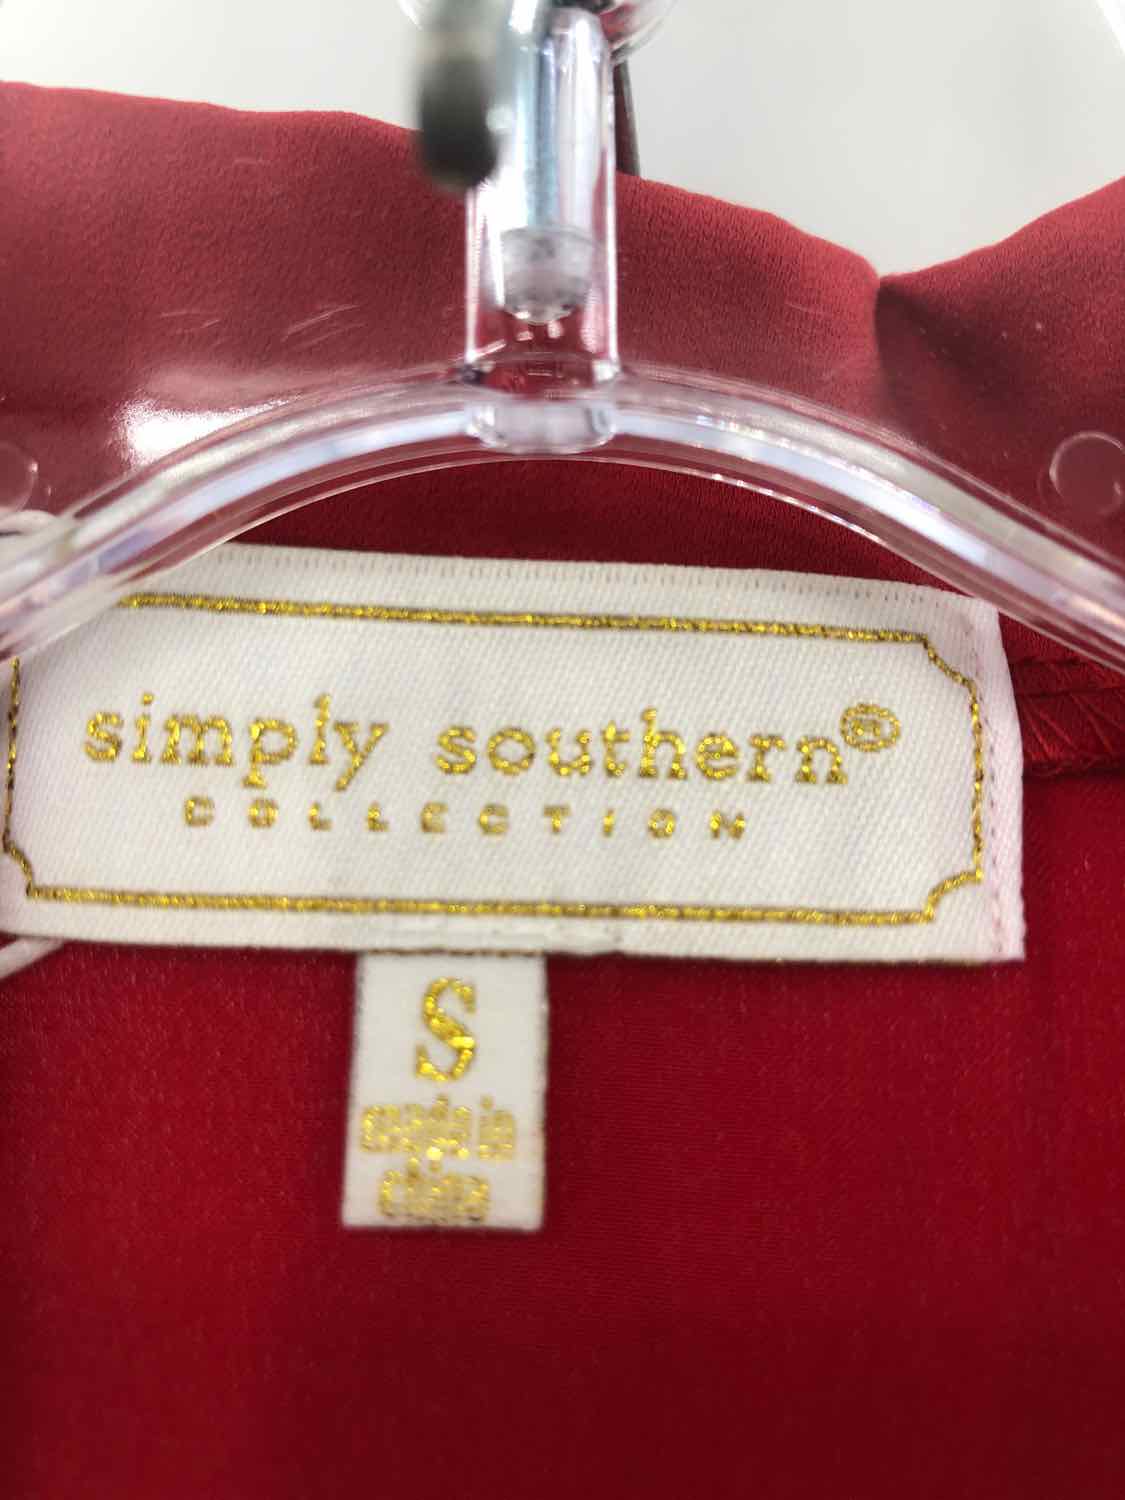 simply southern®
COLLECTION
S
made in
china